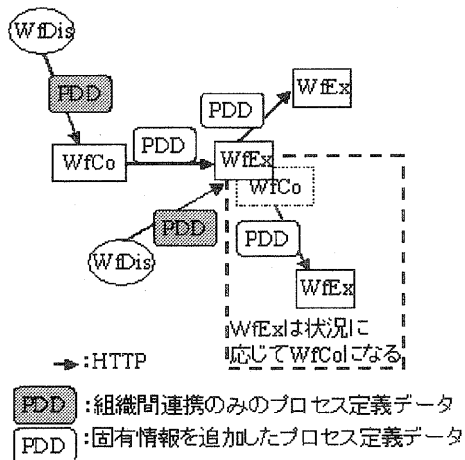 WfDis
PDD
WfEx
PDD
PDD
WfCo
WfEx
WfCo
PDD
PDD
WfDis
WfEx
WfExは状況に
応じてWfCoになる
:HTTP
PDD :組織間連携のみのプロセス定義データ
PDD :固有情報を追加したプロセス定義データ